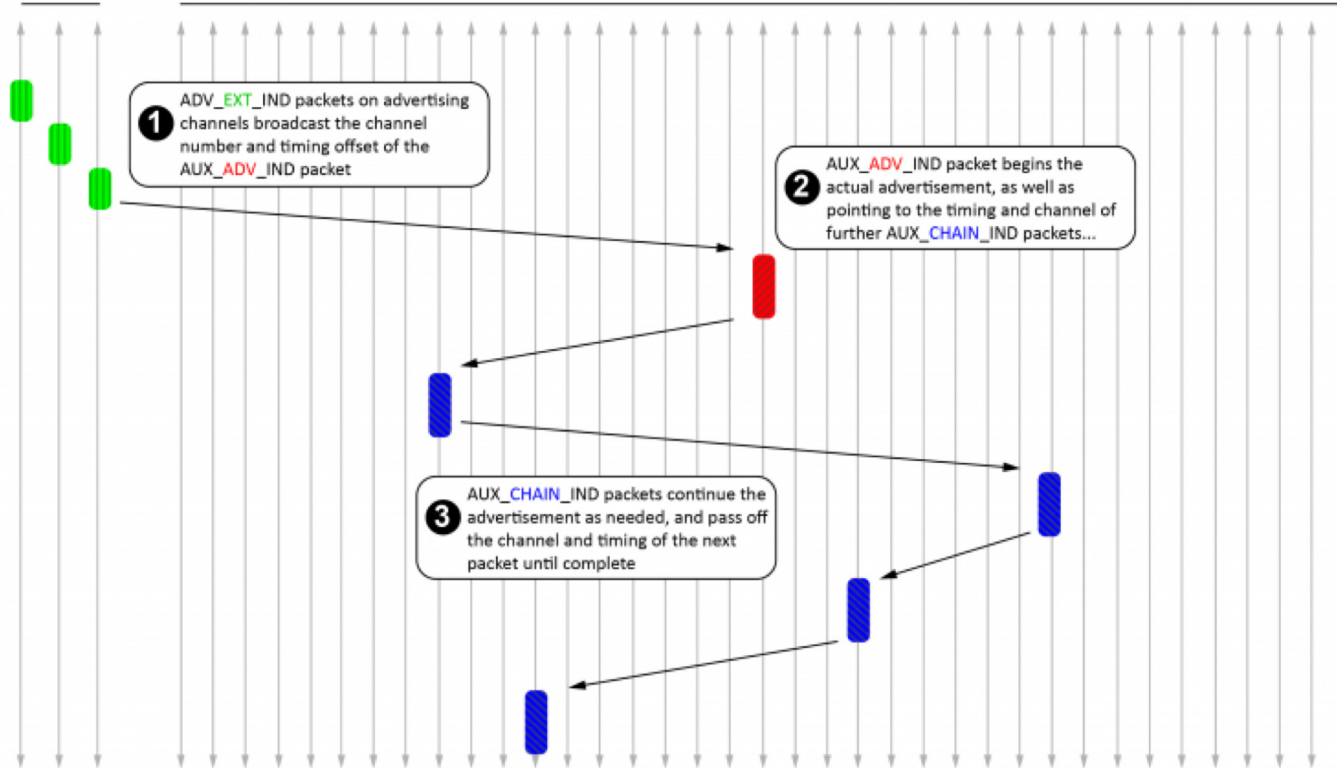 1
ADV_EXT_IND packets on advertising
channels broadcast the channel
number and timing offset of the
AUX_ADV_IND packet
2
AUX_ADV_IND packet begins the
actual advertisement, as well as
pointing to the timing and channel of
further AUX_CHAIN_IND packets...
3
AUX_CHAIN_IND packets continue the
advertisement as needed, and pass off
the channel and timing of the next
packet until complete